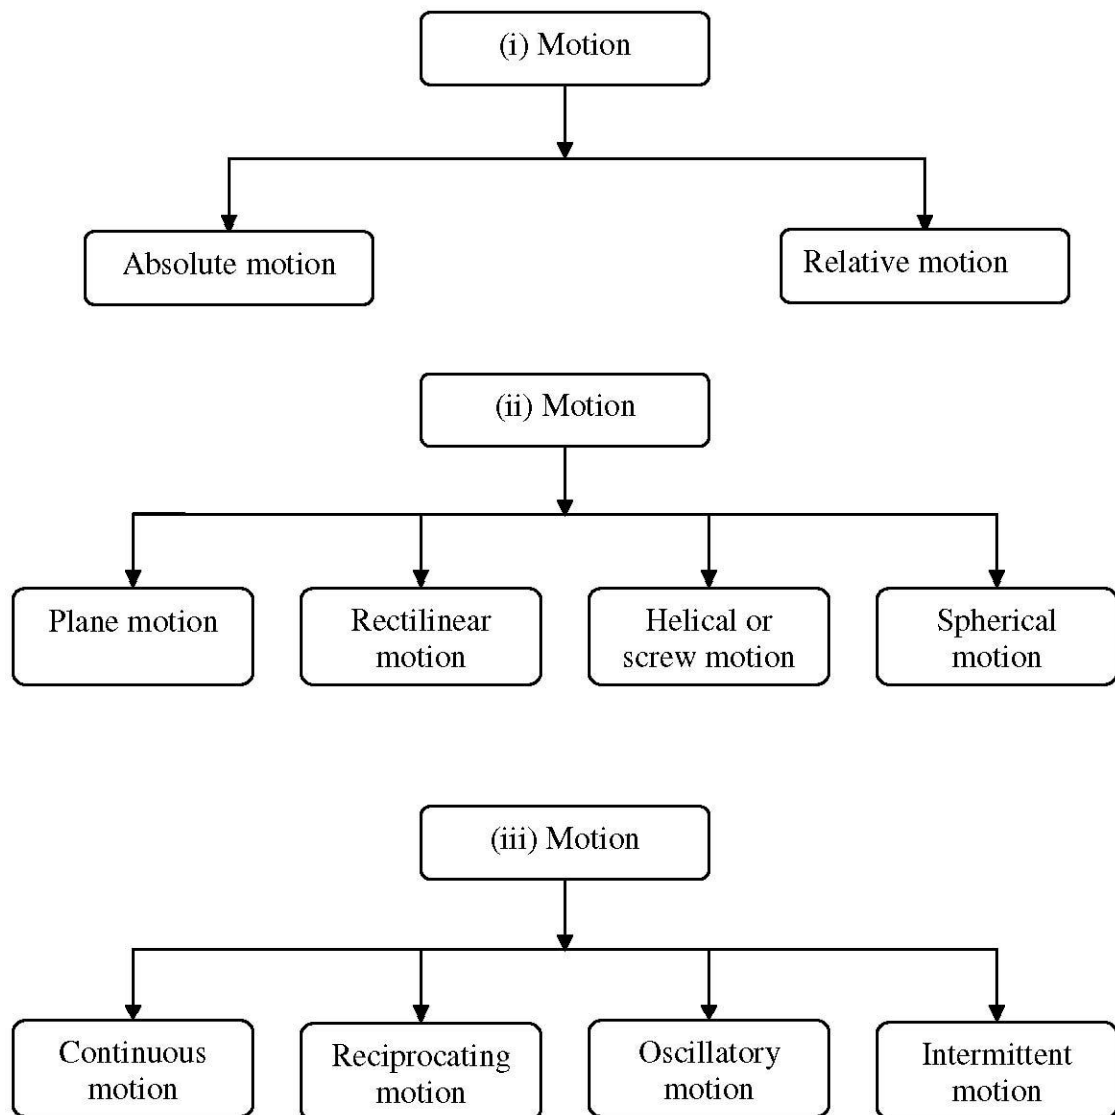 (i) Motion
Absolute motion
Relative motion
(ii) Motion
Plane motion
Rectilinear
motion
Helical or
screw motion
Spherical
motion
(iii) Motion
Continuous
motion
Reciprocating
motion
Oscillatory
motion
Intermittent
motion